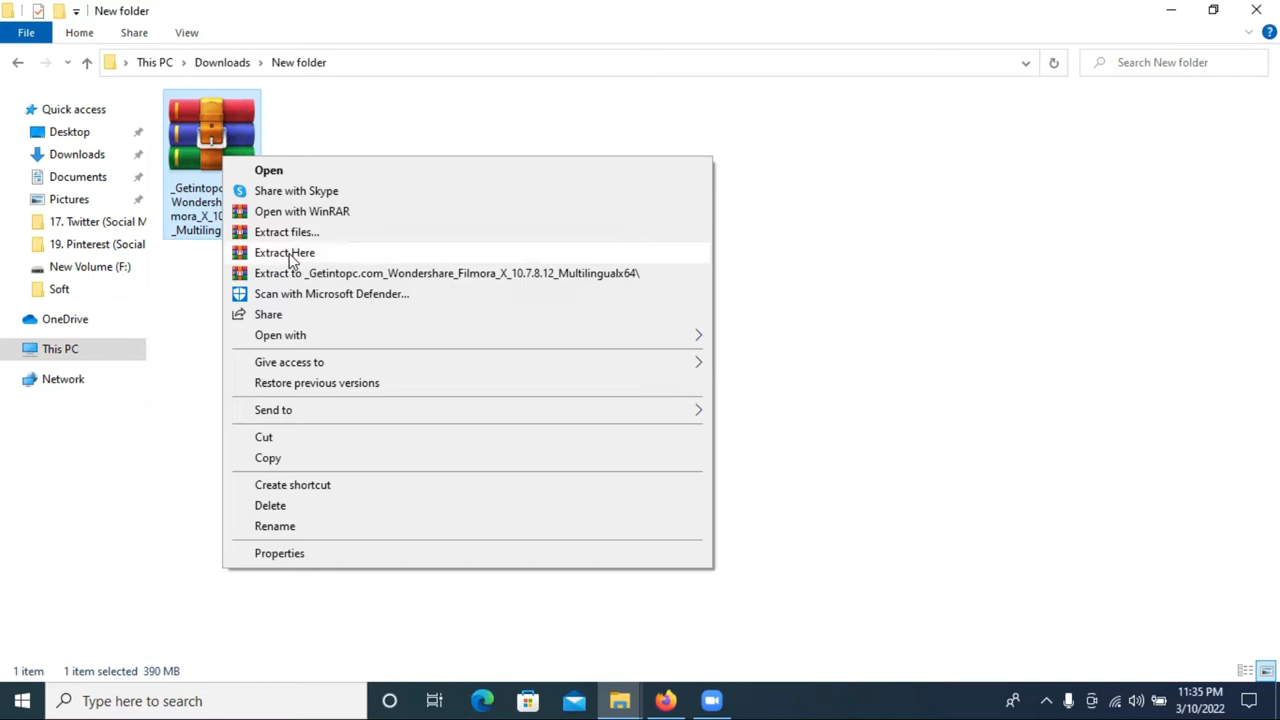 New folder
File Home Share View
This PC Downloads New folder
Search New folder
Quick access
Desktop
Downloads
Documents
Pictures
17. Twitter (Social M
19. Pinterest (Social
New Volume (F:)
Soft
OneDrive
This PC
Network
_Getintopc
Wondersh
mora_X_10
_Multiling
Open
Share with Skype
Open with WinRAR
Extract files...
Extract Here
Extract to _Getintopc.com_Wondershare_Filmora_X_10.7.8.12_Multilingualx64\
Scan with Microsoft Defender...
Share
Open with
Give access to
Restore previous versions
Send to
Cut
Copy
Create shortcut
Delete
Rename
Properties
1 item 1 item selected 390 MB
Type here to search
11:35 PM
3/10/2022